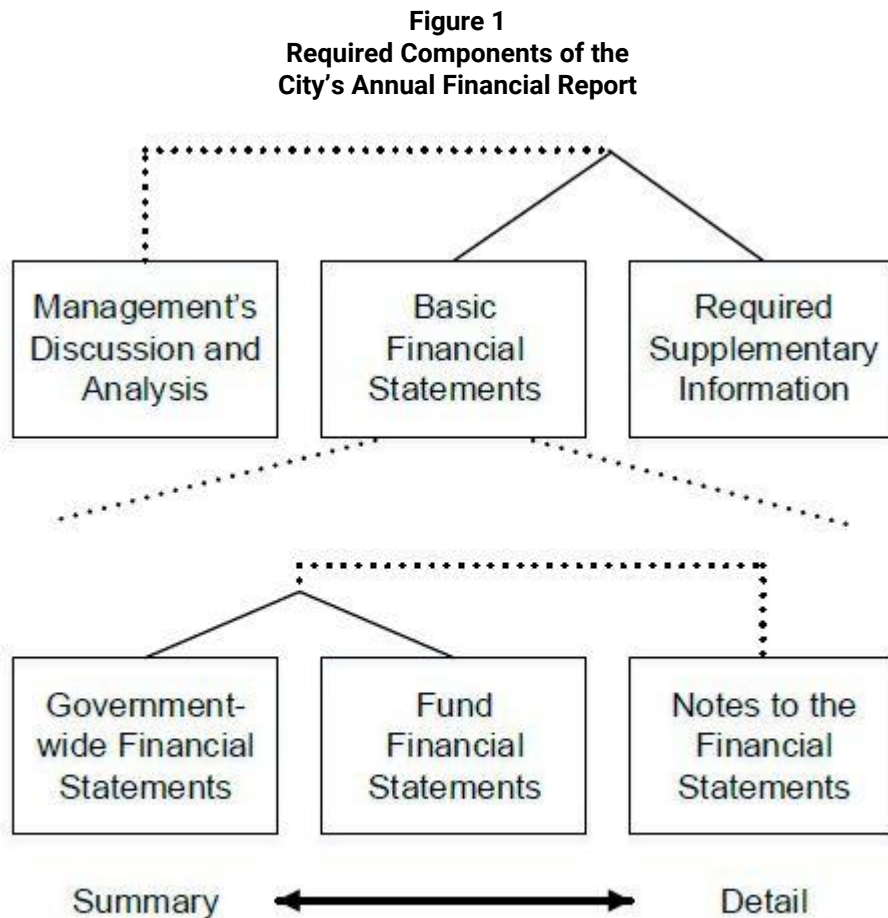 Figure 1
Required Components of the
City's Annual Financial Report
Management's
Discussion and
Analysis
Basic
Financial
Statements
Required
Supplementary
Information
Government-
wide Financial
Statements
Fund
Financial
Statements
Notes to the
Financial
Statements
Summary
Detail